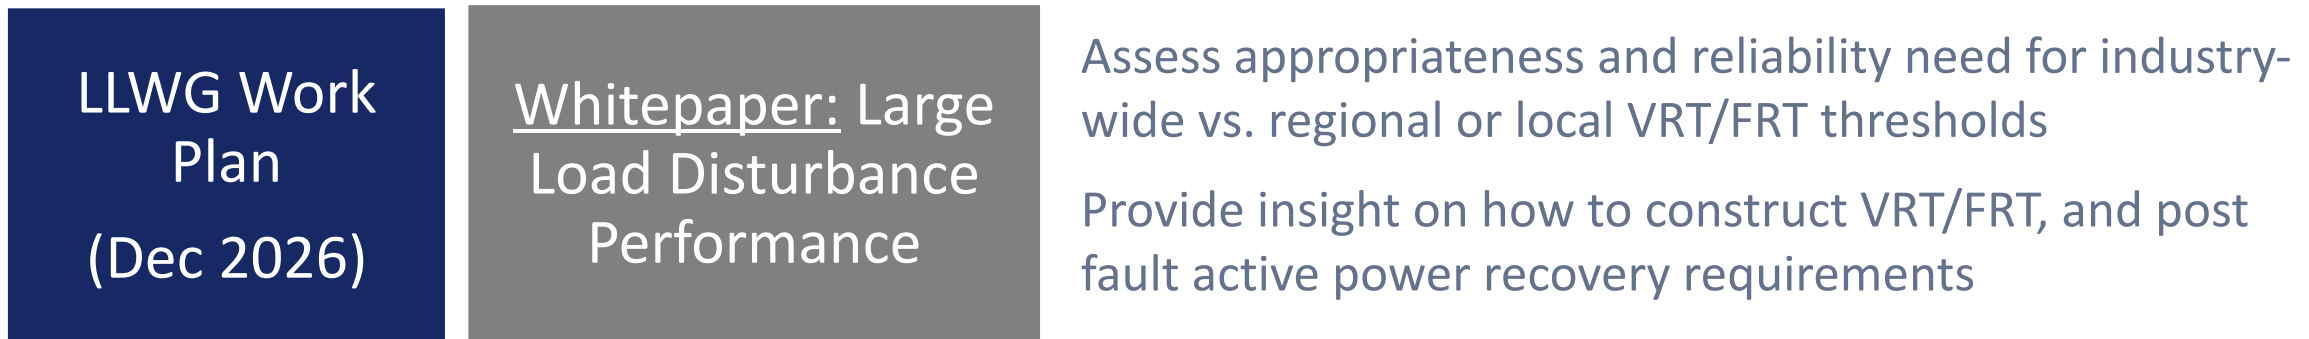 LLWG Work
Plan
(Dec 2026)
Whitepaper: Large
Load Disturbance
Performance
Assess appropriateness and reliability need for industry-
wide vs. regional or local VRT/FRT thresholds
Provide insight on how to construct VRT/FRT, and post
fault active power recovery requirements